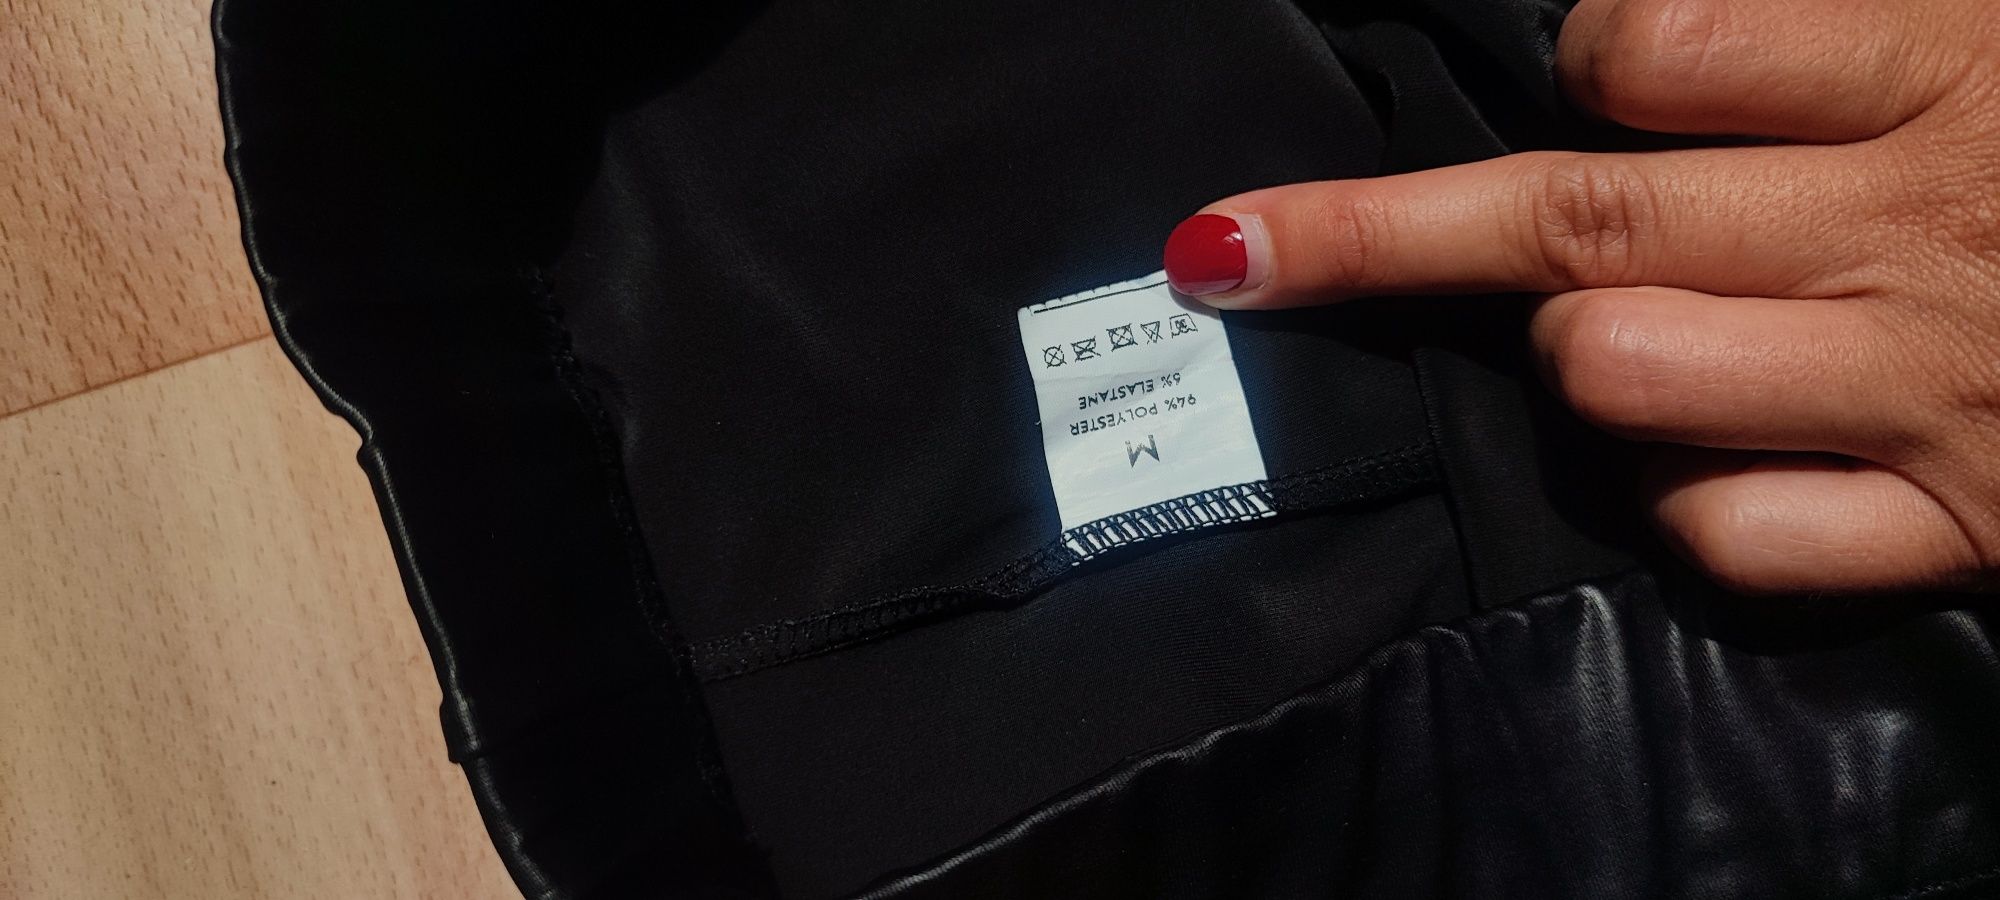 M
94% POLYESTER
6% ELASTANE